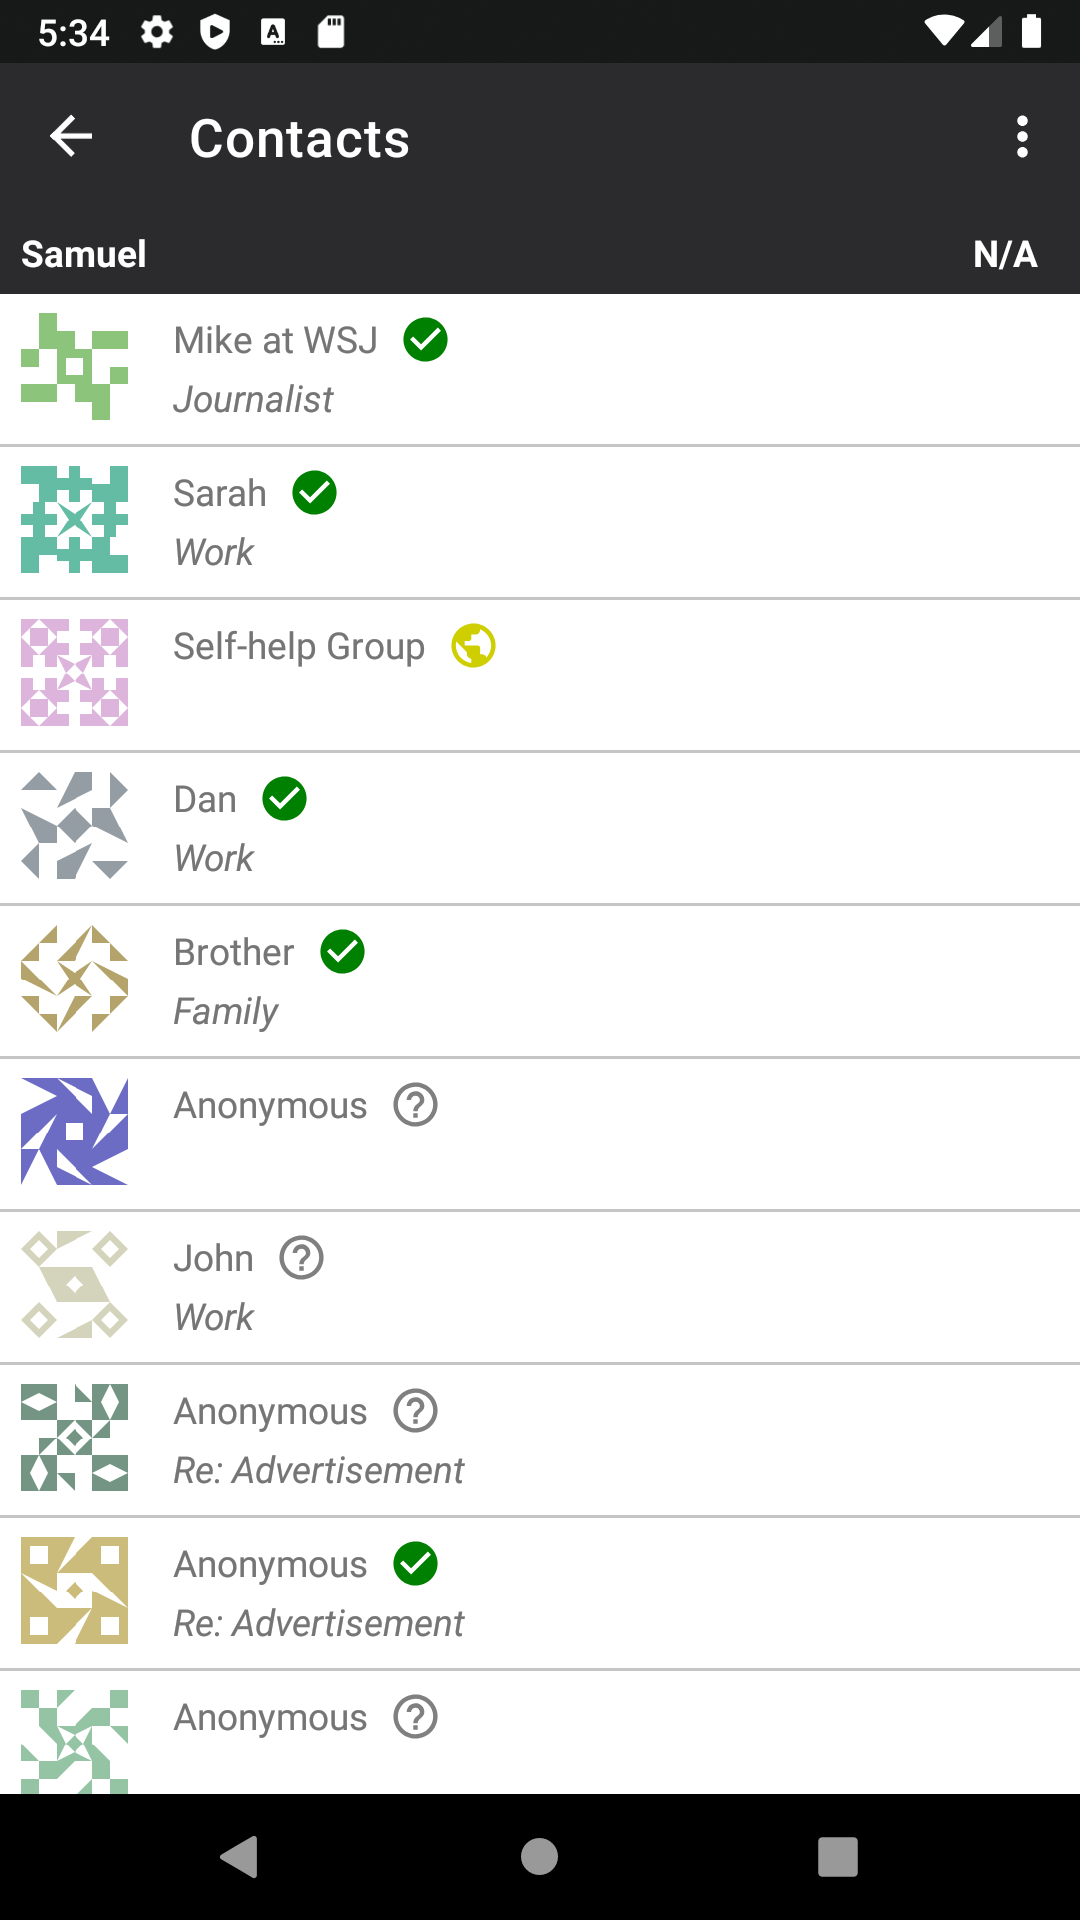 5:34
Contacts
Samuel N/A
Mike at WSJ
Journalist
Sarah
Work
Self-help Group
Dan
Work
Brother
Family
Anonymous
John
Work
Anonymous
Re: Advertisement
Anonymous
Re: Advertisement
Anonymous